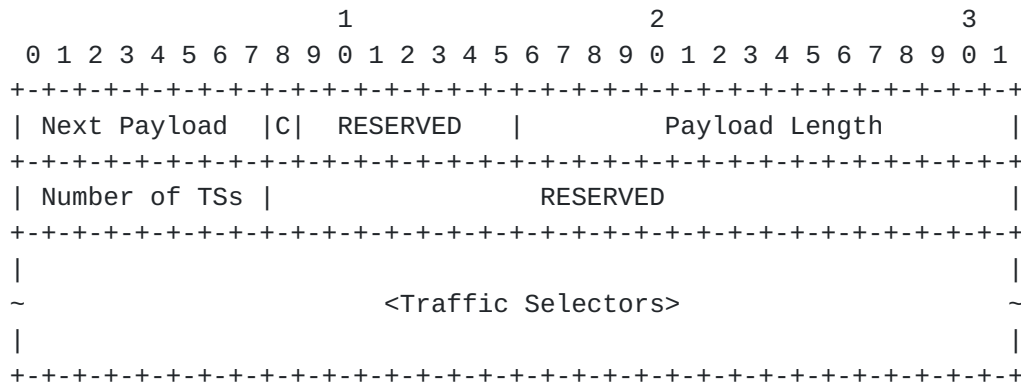 1                   2                   3
 0 1 2 3 4 5 6 7 8 9 0 1 2 3 4 5 6 7 8 9 0 1 2 3 4 5 6 7 8 9 0 1
+-+-+-+-+-+-+-+-+-+-+-+-+-+-+-+-+-+-+-+-+-+-+-+-+-+-+-+-+-+-+-+-+
| Next Payload  |C|  RESERVED   |         Payload Length        |
+-+-+-+-+-+-+-+-+-+-+-+-+-+-+-+-+-+-+-+-+-+-+-+-+-+-+-+-+-+-+-+-+
| Number of TSs |                 RESERVED                      |
+-+-+-+-+-+-+-+-+-+-+-+-+-+-+-+-+-+-+-+-+-+-+-+-+-+-+-+-+-+-+-+-+
|                                                               |
~                       <Traffic Selectors>                     ~
|                                                               |
+-+-+-+-+-+-+-+-+-+-+-+-+-+-+-+-+-+-+-+-+-+-+-+-+-+-+-+-+-+-+-+-+